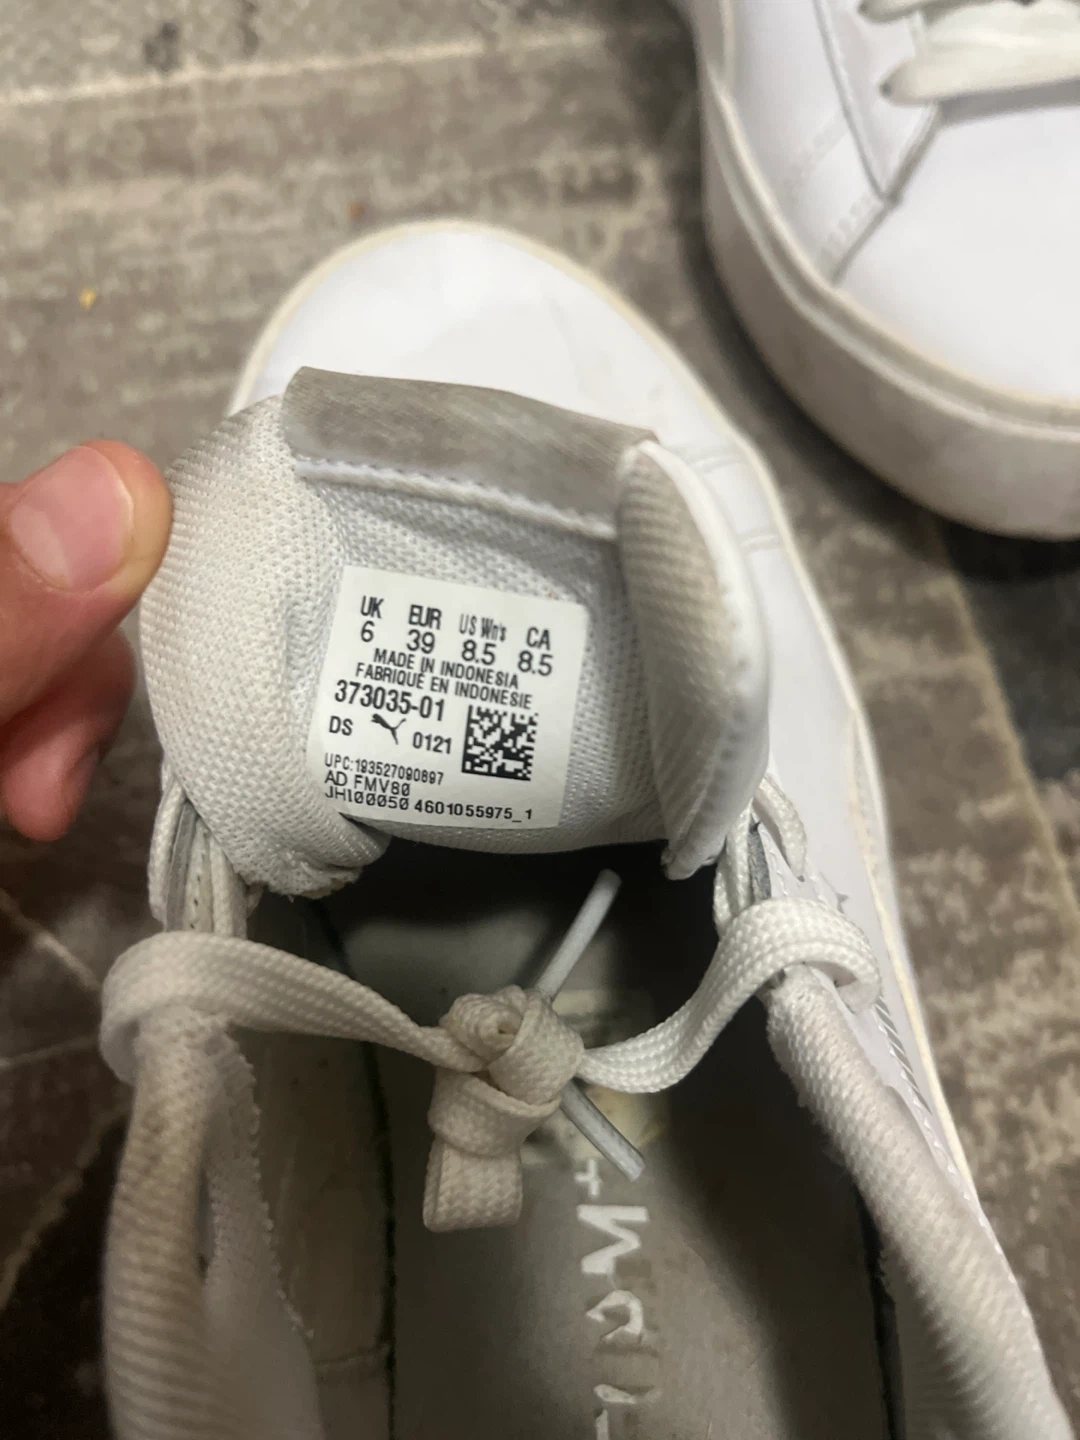 UK EUR US Wn's CA
6 39 8.5 8.5
MADE IN INDONESIA
FABRIQUÉ EN INDONESIE
373035-01
DS 0121
UPC:193527090897
AD FMV80
JHI00050 4601055975_1